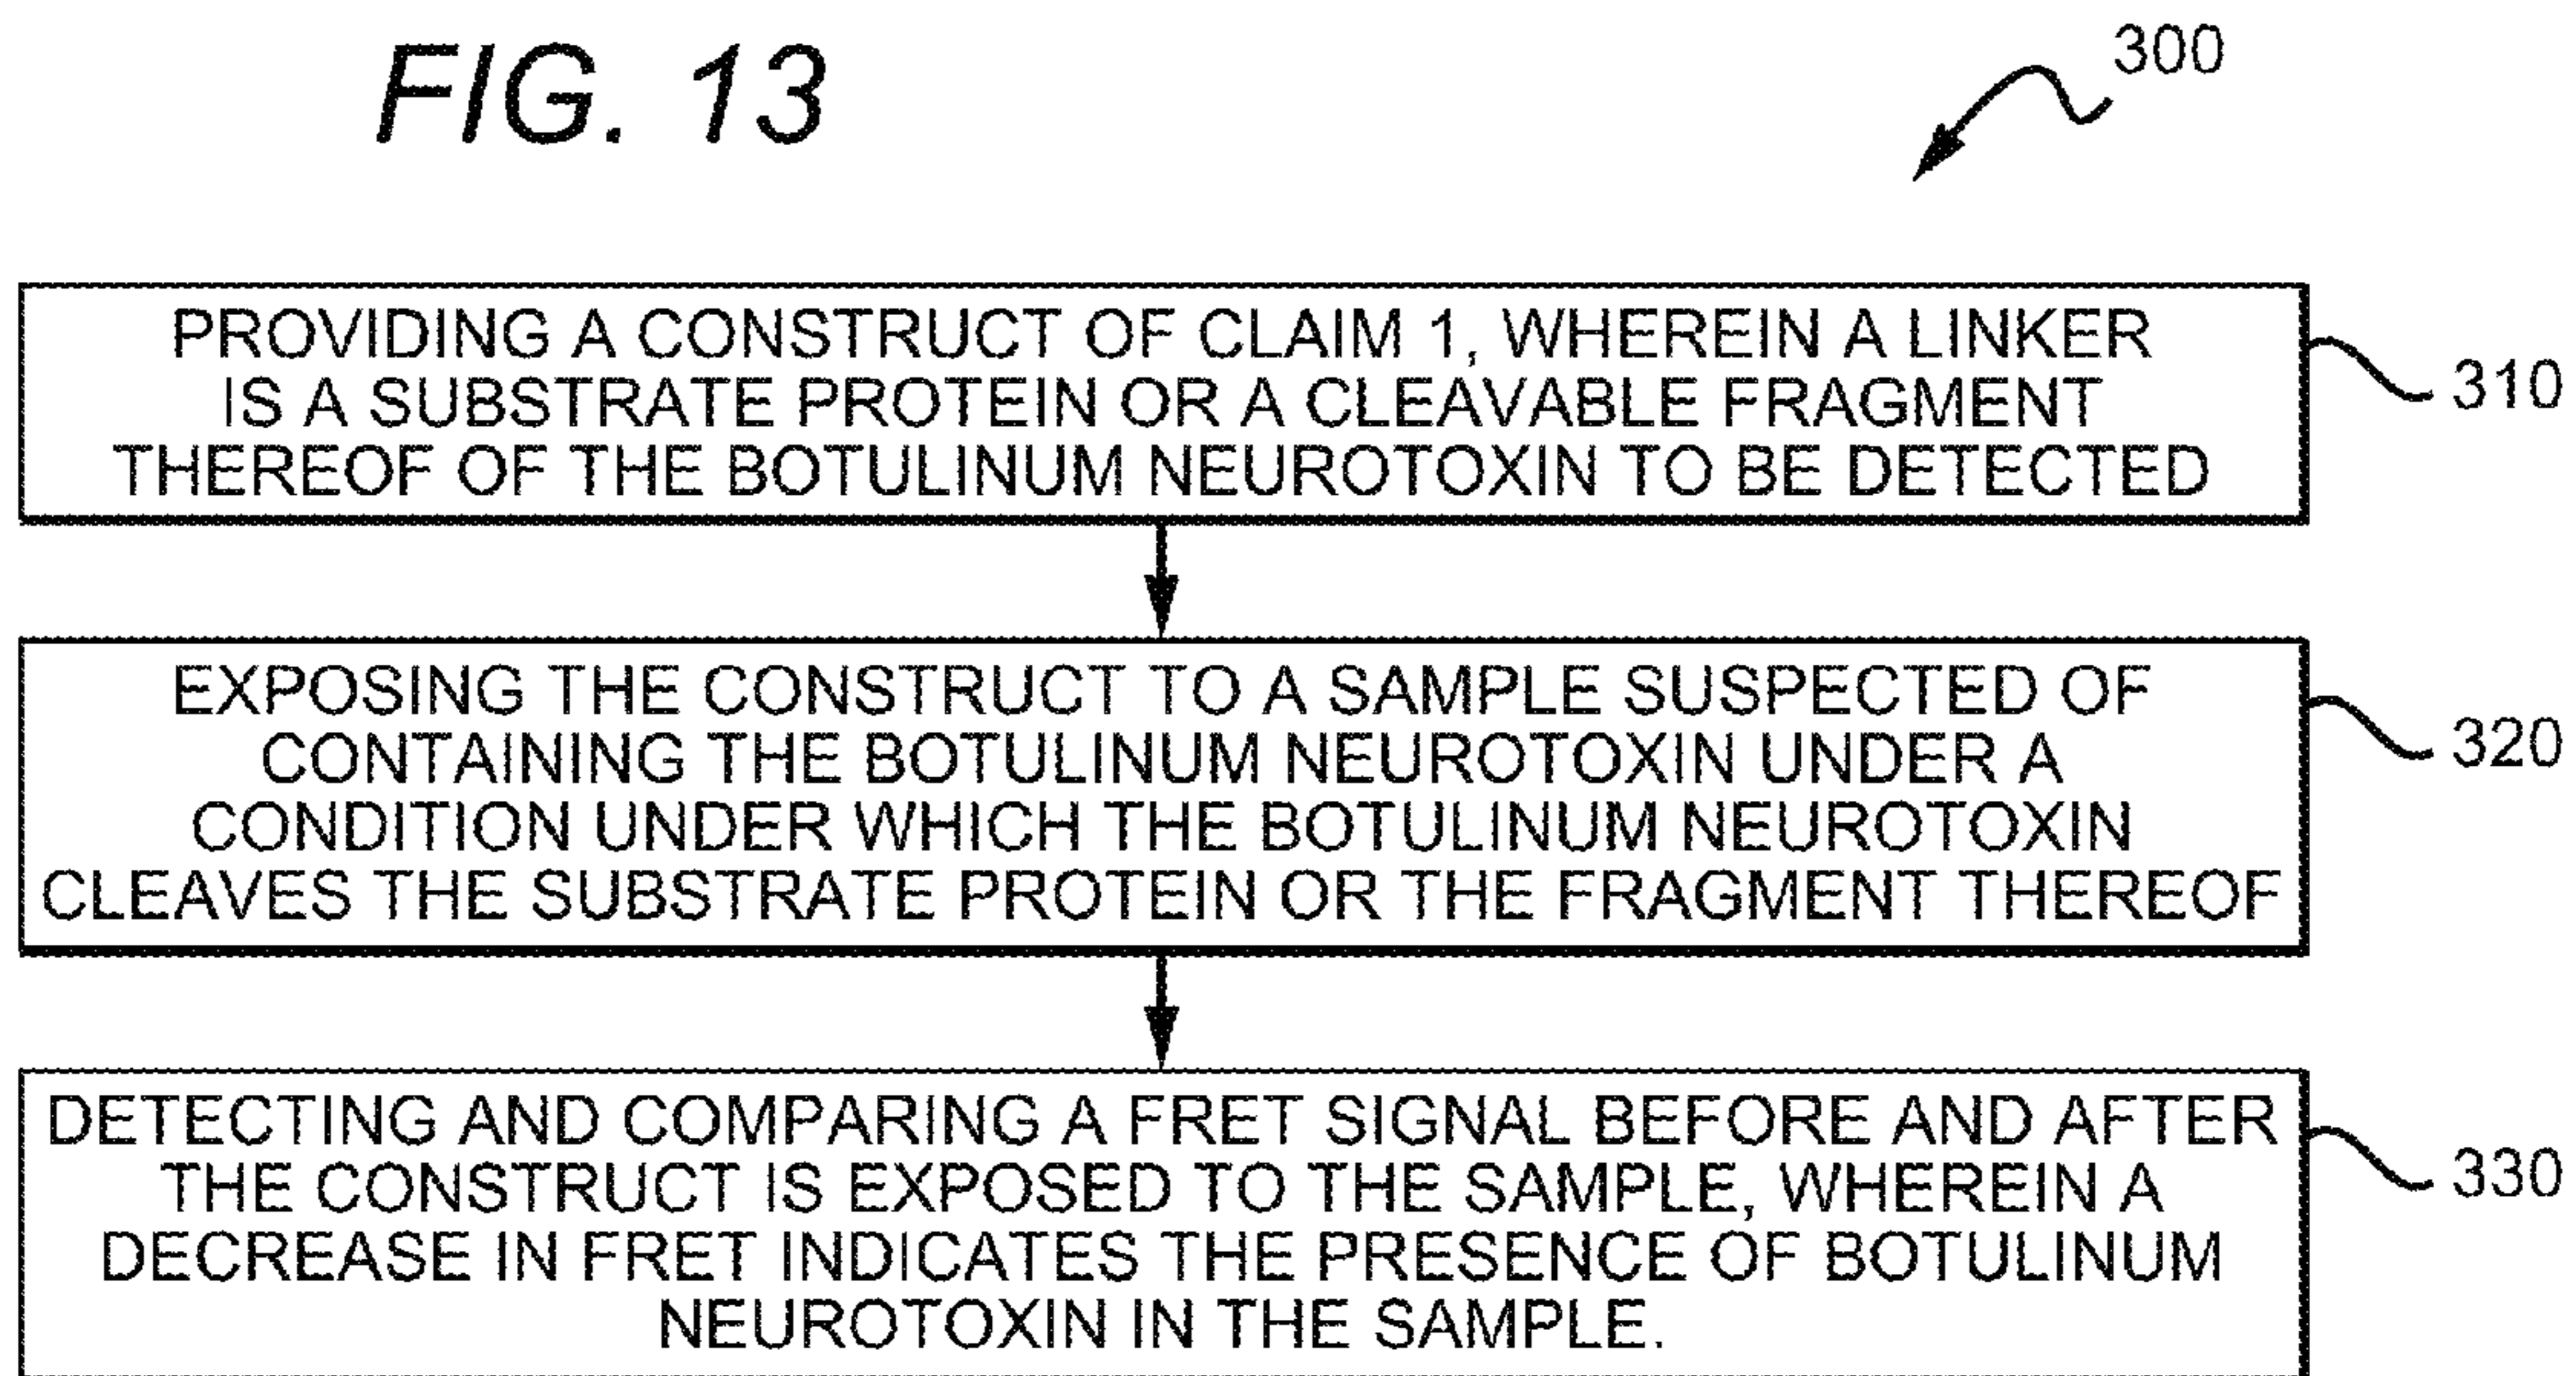 FIG. 13
300
PROVIDING A CONSTRUCT OF CLAIM 1, WHEREIN A LINKER
IS A SUBSTRATE PROTEIN OR A CLEAVABLE FRAGMENT
THEREOF OF THE BOTULINUM NEUROTOXIN TO BE DETECTED
310
EXPOSING THE CONSTRUCT TO A SAMPLE SUSPECTED OF
CONTAINING THE BOTULINUM NEUROTOXIN UNDER A
CONDITION UNDER WHICH THE BOTULINUM NEUROTOXIN
CLEAVES THE SUBSTRATE PROTEIN OR THE FRAGMENT THEREOF
320
DETECTING AND COMPARING A FRET SIGNAL BEFORE AND AFTER
THE CONSTRUCT IS EXPOSED TO THE SAMPLE, WHEREIN A
DECREASE IN FRET INDICATES THE PRESENCE OF BOTULINUM
NEUROTOXIN IN THE SAMPLE.
330